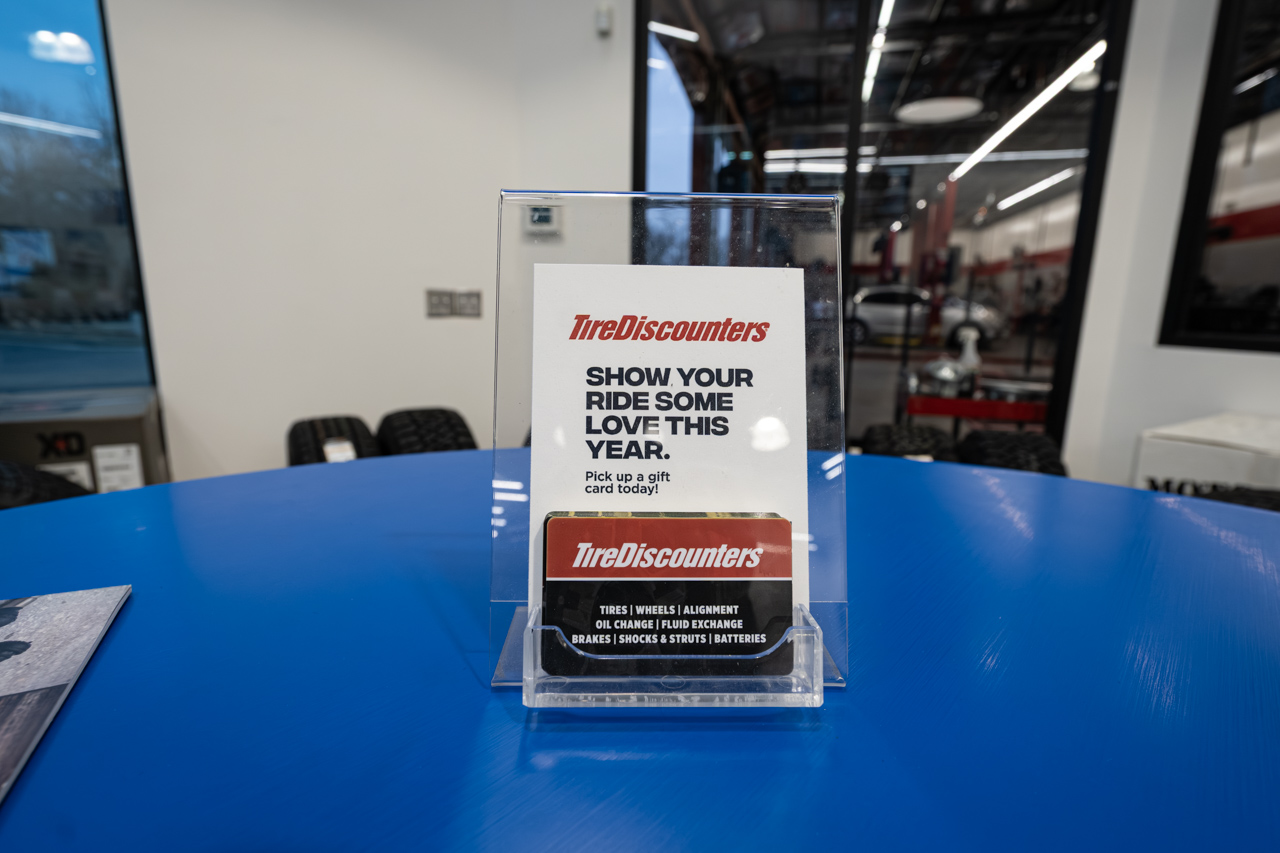 TireDiscounters
SHOW YOUR
RIDE SOME
LOVE THIS
YEAR.
Pick up a gift
card today!
TireDiscounters
TIRES | WHEELS | ALIGNMENT
OIL CHANGE | FLUID EXCHANGE
BRAKES | SHOCKS & STRUTS | BATTERIES
XD